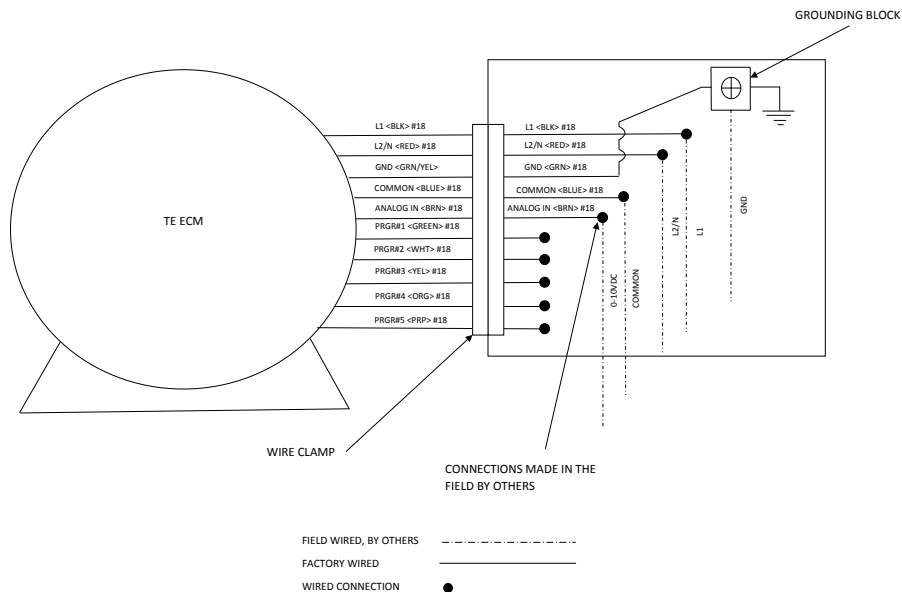 GROUNDING BLOCK
L1 <BLK> #18
L2/N <RED> #18
GND <GRN/YEL>
COMMON <BLUE> #18
ANALOG IN <BRN> #18
PRGR#1 <GREEN> #18
PRGR#2 <WHT> #18
PRGR#3 <YEL> #18
PRGR#4 <ORG> #18
PRGR#5 <PRP> #18
TE ECM
L1 <BLK> #18
L2/N <RED> #18
GND <GRN> #18
COMMON <BLUE> #18
ANALOG IN <BRN> #18
0-10VDC
COMMON
L2/N
L1
GND
WIRE CLAMP
CONNECTIONS MADE IN THE
FIELD BY OTHERS
FIELD WIRED, BY OTHERS
FACTORY WIRED
WIRED CONNECTION